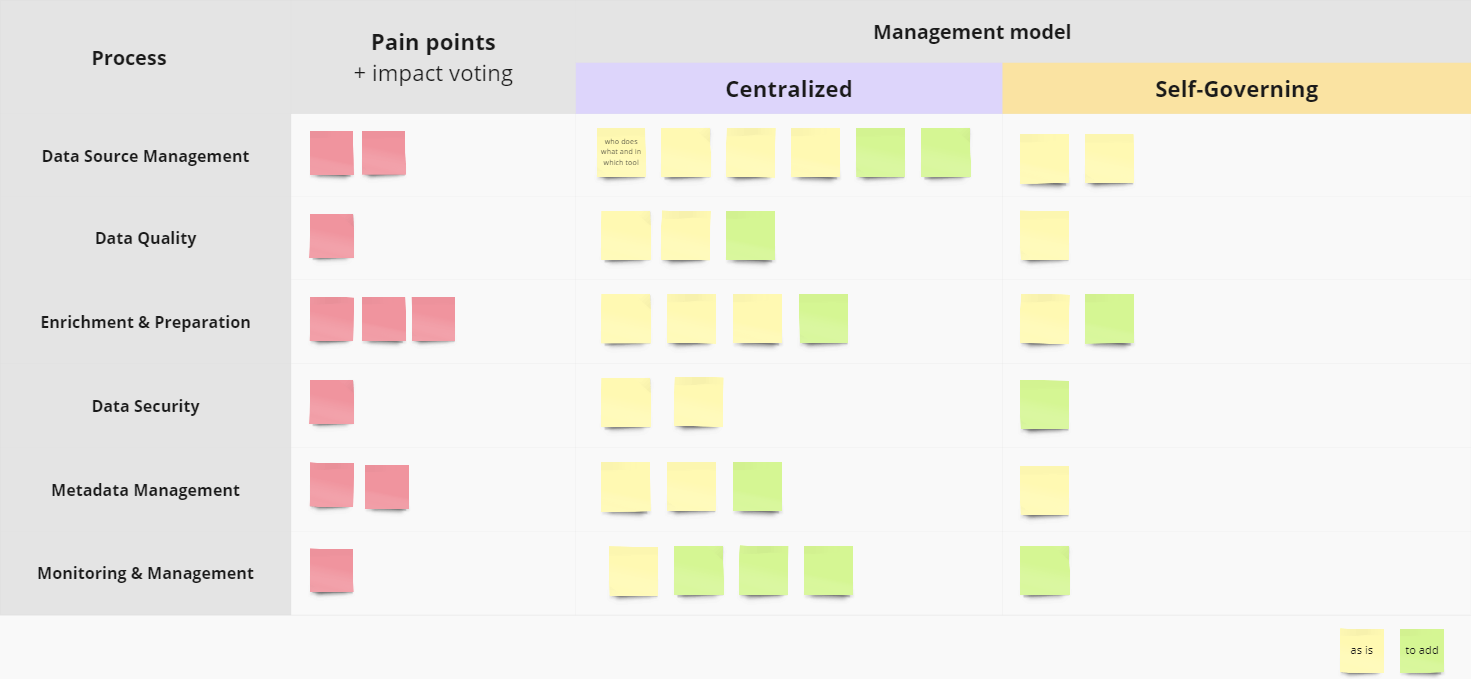 Process
Pain points
+ impact voting
Management model
Centralized
Self-Governing
Data Source Management
who does
what and in
which tool
Data Quality
Enrichment & Preparation
Data Security
Metadata Management
Monitoring & Management
as is
to add